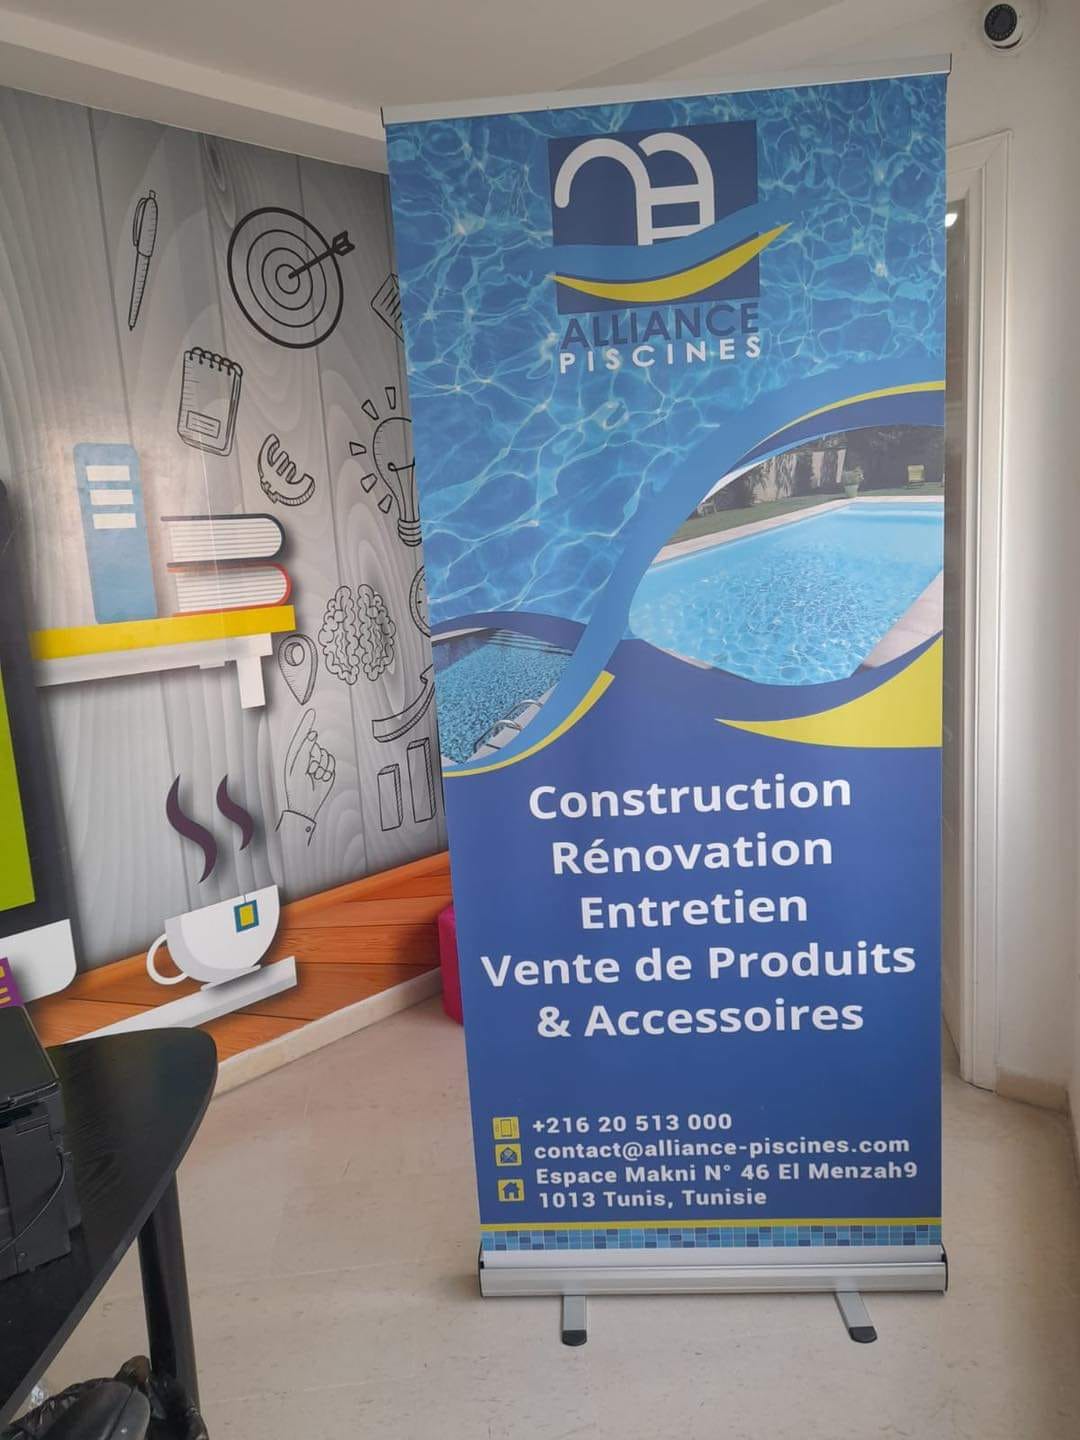 ALLIANCE
PISCINES
Construction
Rénovation
Entretien
Vente de Produits
& Accessoires
+216 20 513 000
contact@alliance-piscines.com
Espace Makni N° 46 El Menzah9
1013 Tunis, Tunisie